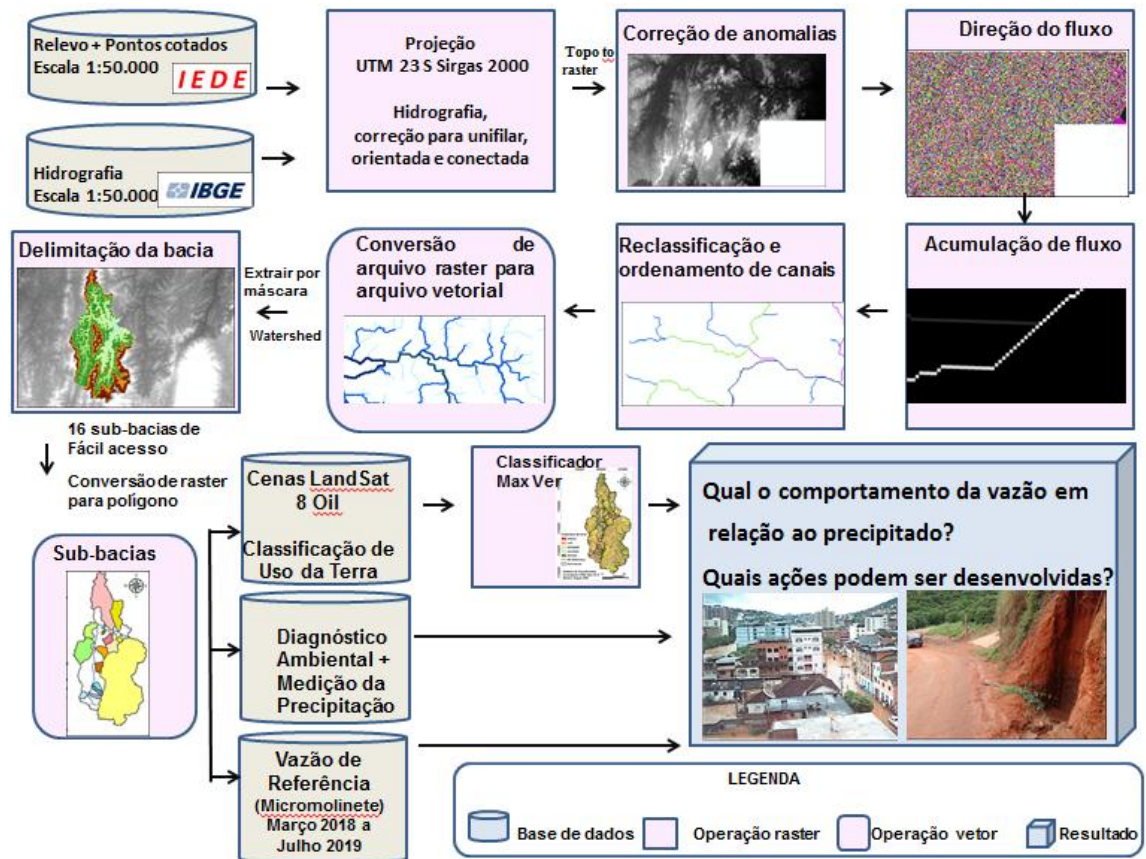 Relevo + Pontos cotados
Escala 1:50.000
IEDE
Hidrografia
Escala 1:50.000
IBGE
Projeção
UTM 23 S Sirgas 2000
Hidrografia,
correção para unifilar,
orientada e conectada
Topo to
raster
Correção de anomalias
Direção do fluxo
Acumulação de fluxo
Reclassificação e
ordenamento de canais
Conversão de
arquivo raster para
arquivo vetorial
Extrair por
máscara
Watershed
Delimitação da bacia
16 sub-bacias de
Fácil acesso
Conversão de raster
para polígono
Sub-bacias
Cenas LandSat
8 Oil
Classificação de
Uso da Terra
Classificador
Max Ver
Diagnóstico
Ambiental +
Medição da
Precipitação
Vazão de
Referência
(Micromolinete)
Março 2018 a
Julho 2019
Qual o comportamento da vazão em
relação ao precipitado?
Quais ações podem ser desenvolvidas?
LEGENDA
Base de dados
Operação raster
Operação vetor
Resultado